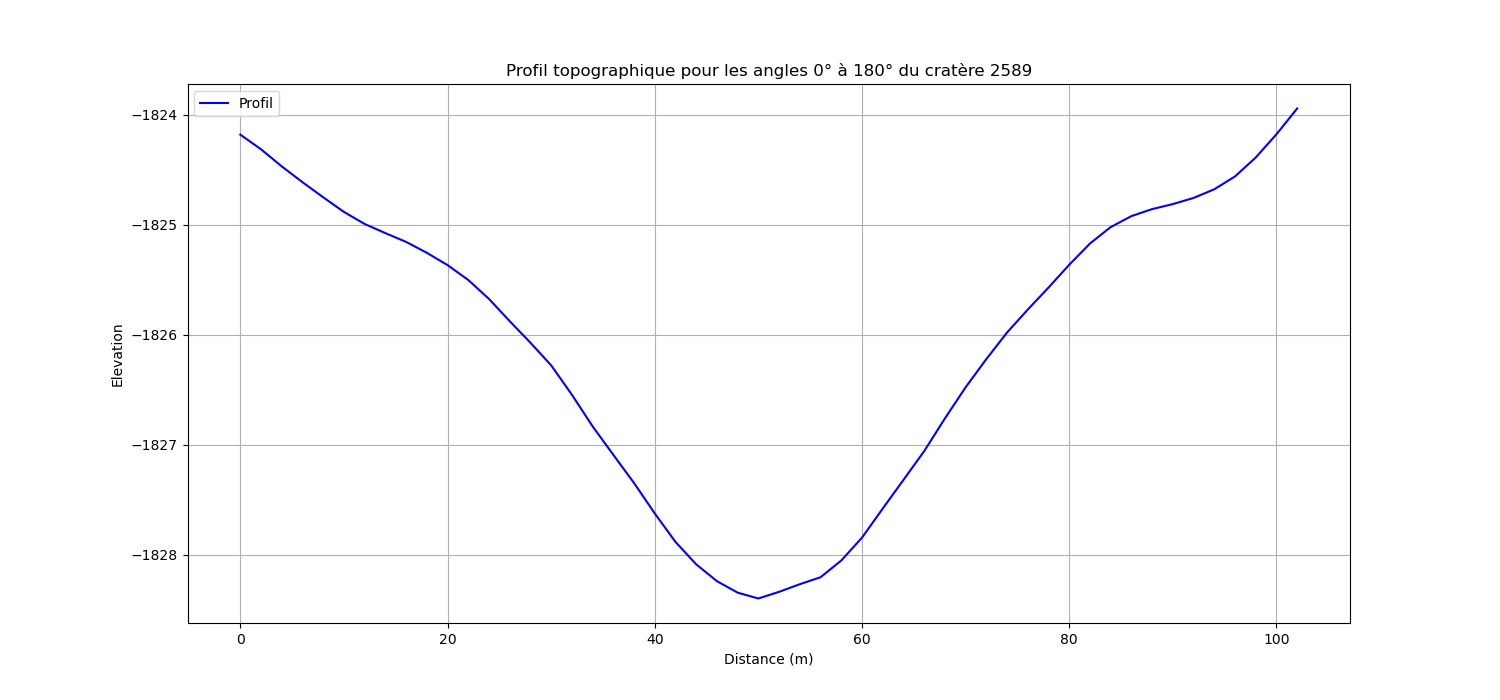 Profil topographique pour les angles 0° à 180° du cratère 2589
Profil
−1824
−1825
−1826
−1827
−1828
Elevation
0 20 40 60 80 100
Distance (m)